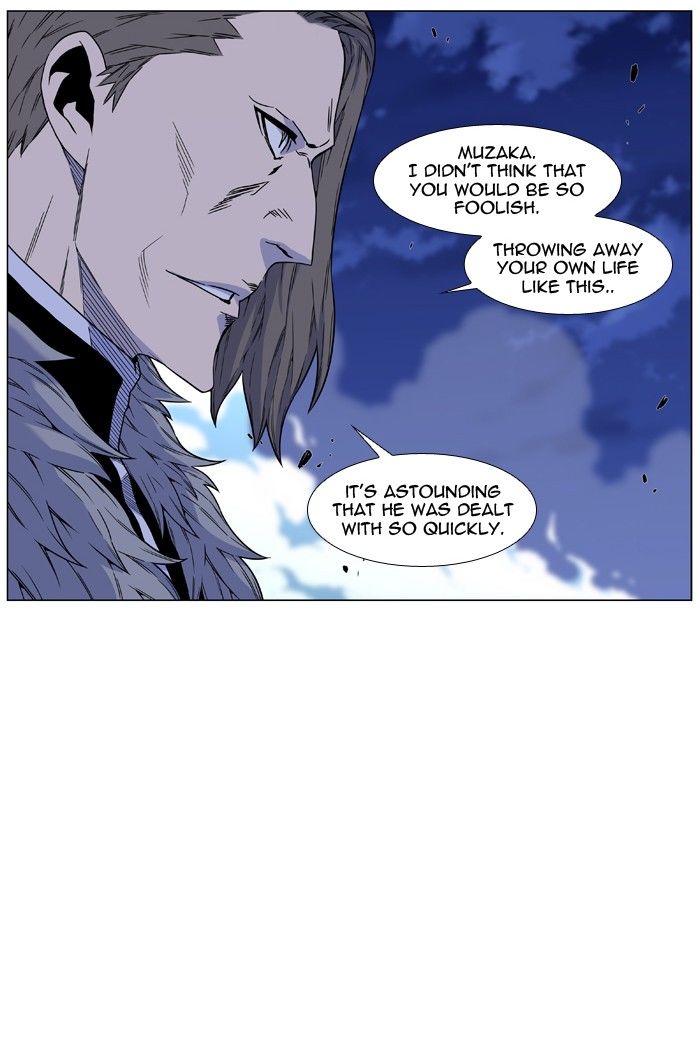 MUZAKA.
I DIDN'T THINK THAT
YOU WOULD BE SO
FOOLISH.
THROWING AWAY
YOUR OWN LIFE
LIKE THIS..
IT'S ASTOUNDING
THAT HE WAS DEALT
WITH SO QUICKLY.